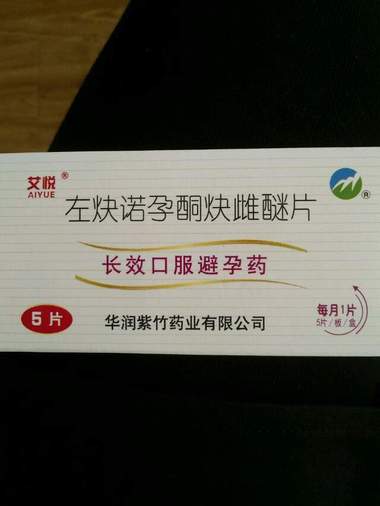 艾悦®
AIYUE
左炔诺孕酮炔雌醚片
®
长效口服避孕药
5片
每月1片
5片/板/盒
华润紫竹药业有限公司